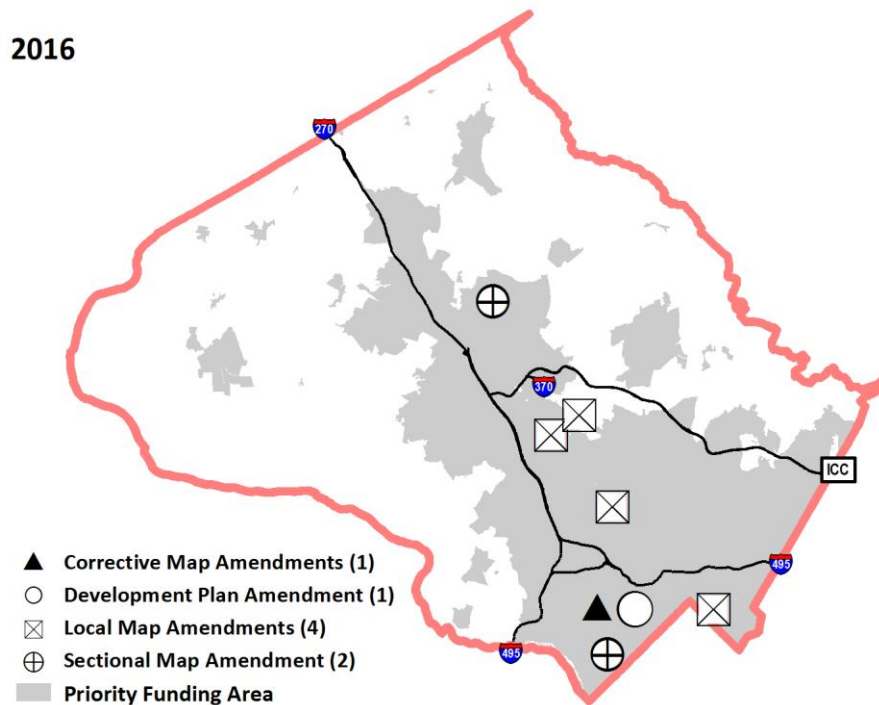 2016
270
370
ICC
495
495
Corrective Map Amendments (1)
Development Plan Amendment (1)
Local Map Amendments (4)
Sectional Map Amendment (2)
Priority Funding Area